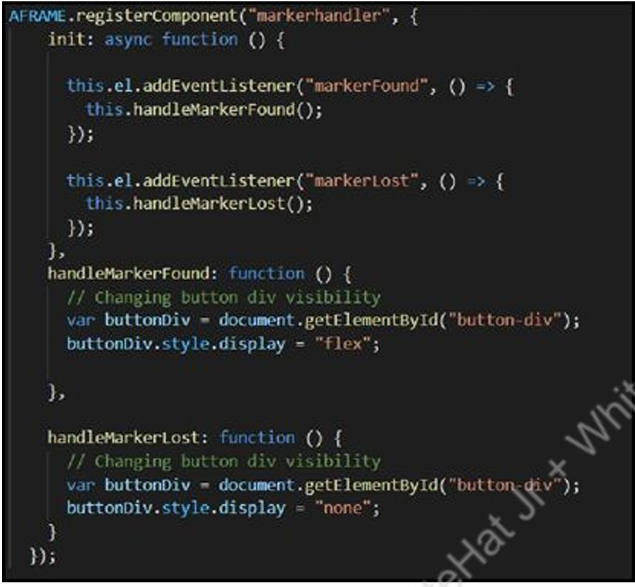 AFRAME.registerComponent("markerhandler", {
init: async function () {
this.el.addEventListener("markerFound", () => {
this.handleMarkerFound();
});
this.el.addEventListener("markerLost", () => {
this.handleMarkerLost();
});
},
handleMarkerFound: function () {
// Changing button div visibility
var buttonDiv = document.getElementById("button-div");
buttonDiv.style.display = "flex";
},
handleMarkerLost: function () {
// Changing button div visibility
var buttonDiv = document.getElementById("button-div");
buttonDiv.style.display = "none";
}
});
eHat Jr + Whit